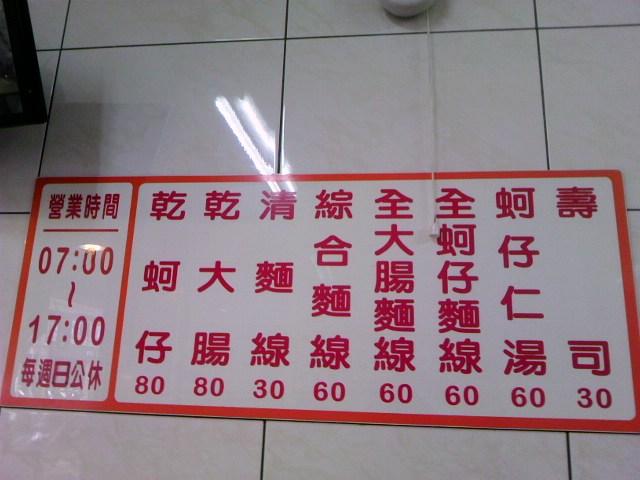 營業時間
07:00
~
17:00
每週日公休
乾蚵仔 80
乾大腸 80
清麵線 30
綜合麵線 60
全大腸麵線 60
全蚵仔麵線 60
蚵仔仁湯 60
壽司 30